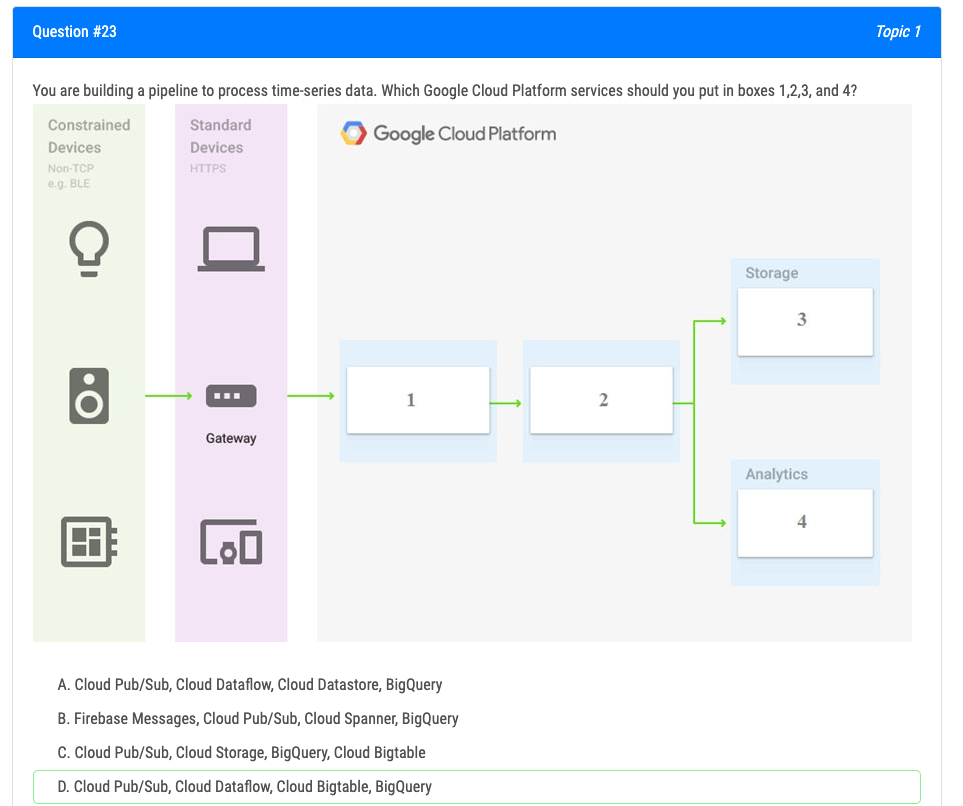 Question #23
Topic 1
You are building a pipeline to process time-series data. Which Google Cloud Platform services should you put in boxes 1,2,3, and 4?
Constrained
Devices
Non-TCP
e.g. BLE
Standard
Devices
HTTPS
Google Cloud Platform
Gateway
1
2
Storage
3
Analytics
4
A. Cloud Pub/Sub, Cloud Dataflow, Cloud Datastore, BigQuery
B. Firebase Messages, Cloud Pub/Sub, Cloud Spanner, BigQuery
C. Cloud Pub/Sub, Cloud Storage, BigQuery, Cloud Bigtable
D. Cloud Pub/Sub, Cloud Dataflow, Cloud Bigtable, BigQuery